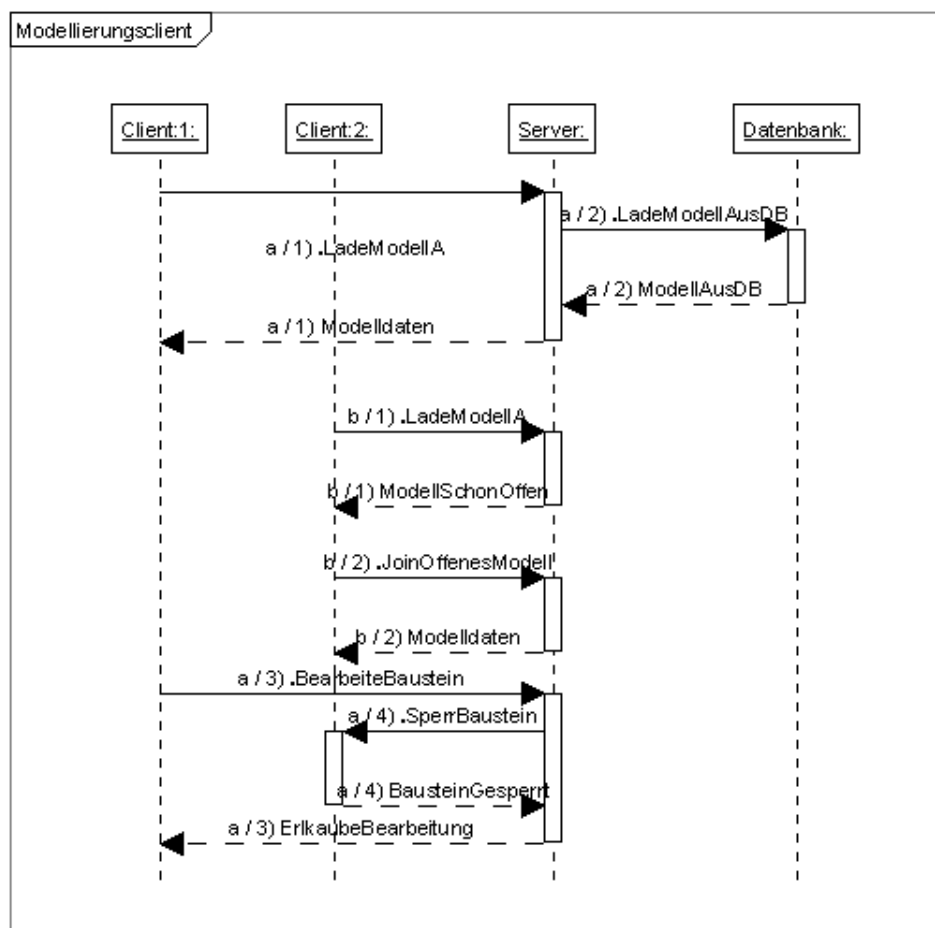 Modellierungsclient
Client:1:
Client:2:
Server:
Datenbank:
a / 2) .LadeModellAusDB
a / 1) .LadeModellA
a / 2) ModellAusDB
a / 1) Modelldaten
b / 1) .LadeModellA
b / 1) ModellSchonOffen
b / 2) .JoinOffenesModell
b / 2) Modelldaten
a / 3) .BearbeiteBaustein
a / 4) .SperrBaustein
a / 4) BausteinGesperrt
a / 3) ErlkaubeBearbeitung